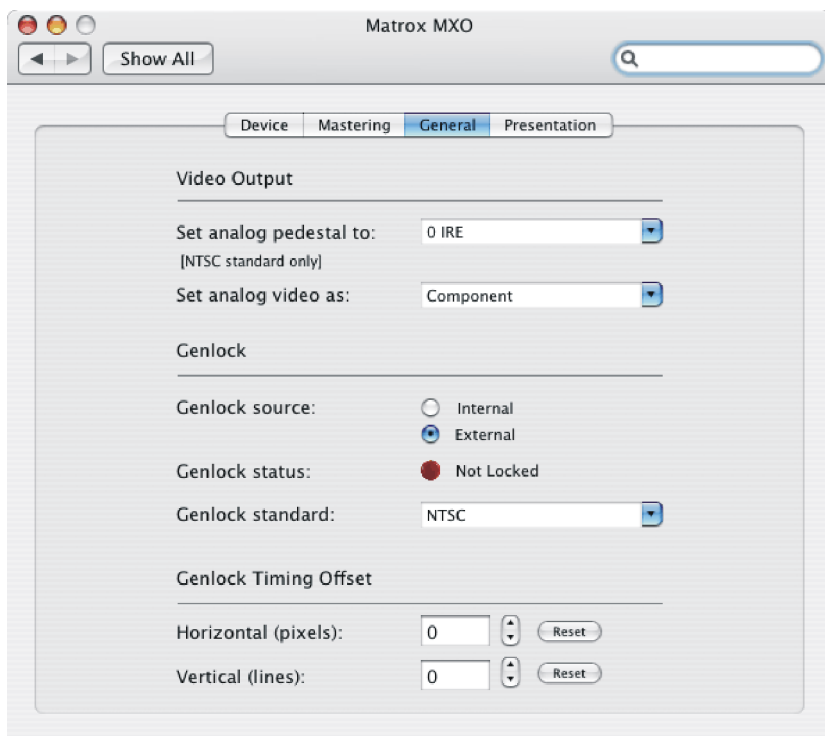 Matrox MXO
Show All
Device Mastering General Presentation
Video Output
Set analog pedestal to: 0 IRE
[NTSC standard only]
Set analog video as: Component
Genlock
Genlock source: Internal
External
Genlock status: Not Locked
Genlock standard: NTSC
Genlock Timing Offset
Horizontal (pixels): 0 Reset
Vertical (lines): 0 Reset